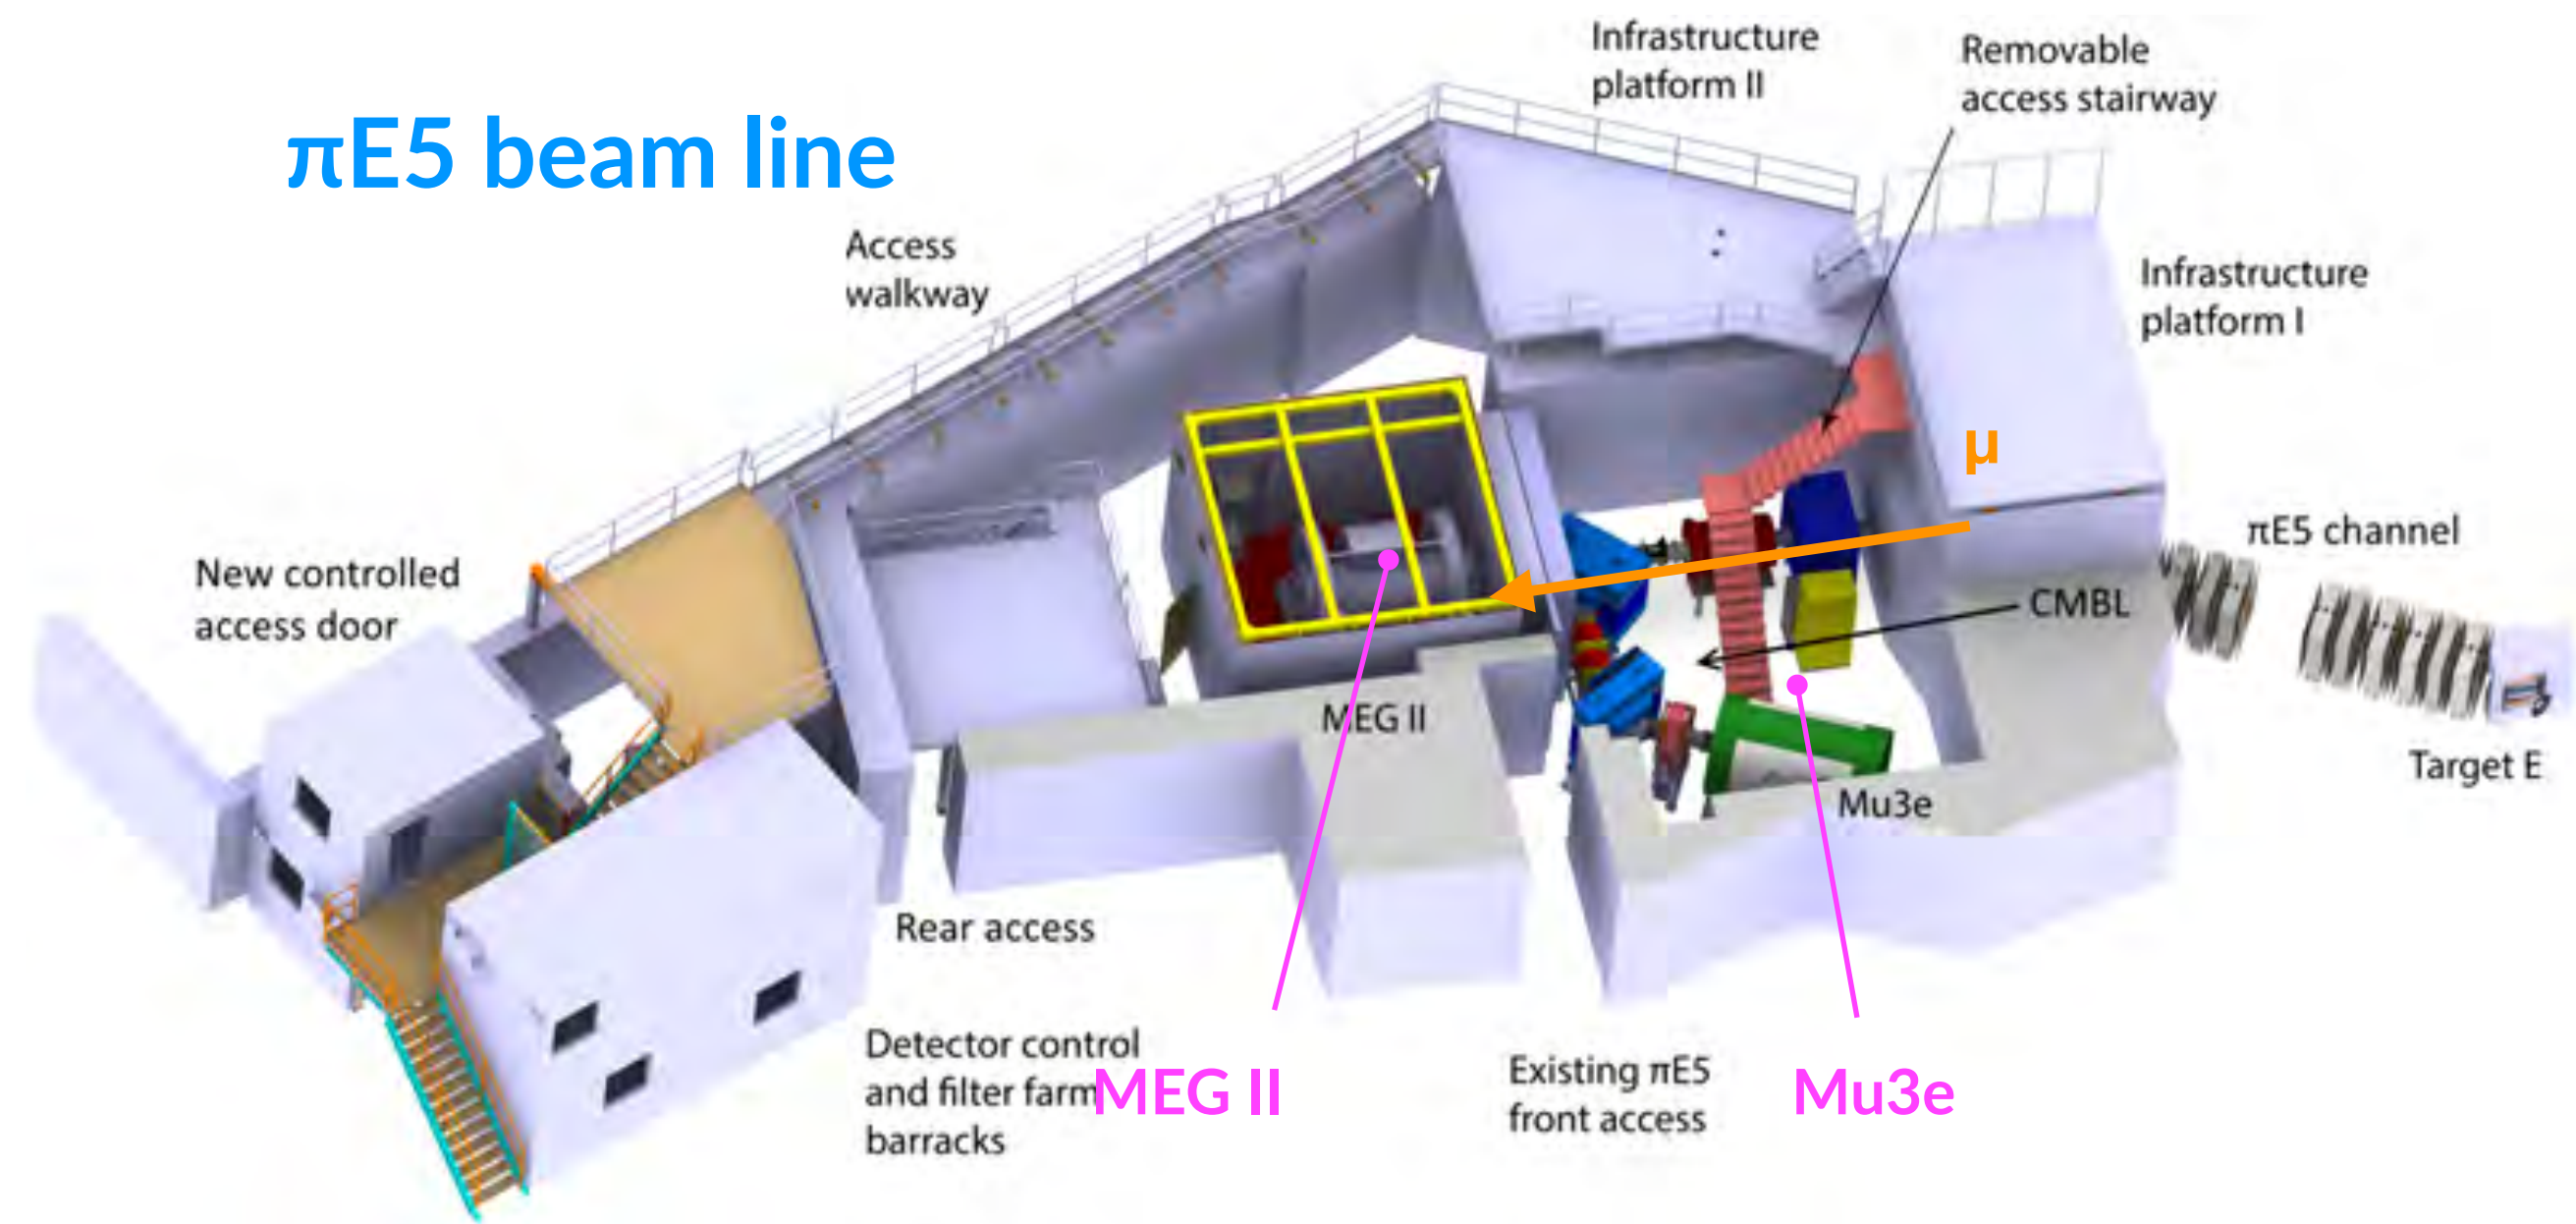 πE5 beam line
Infrastructure
platform II
Removable
access stairway
Access
walkway
Infrastructure
platform I
μ
πE5 channel
New controlled
access door
CMBL
MEG II
Target E
Mu3e
Rear access
Detector control
and filter farm
barracks
MEG II
Existing πE5
front access
Mu3e